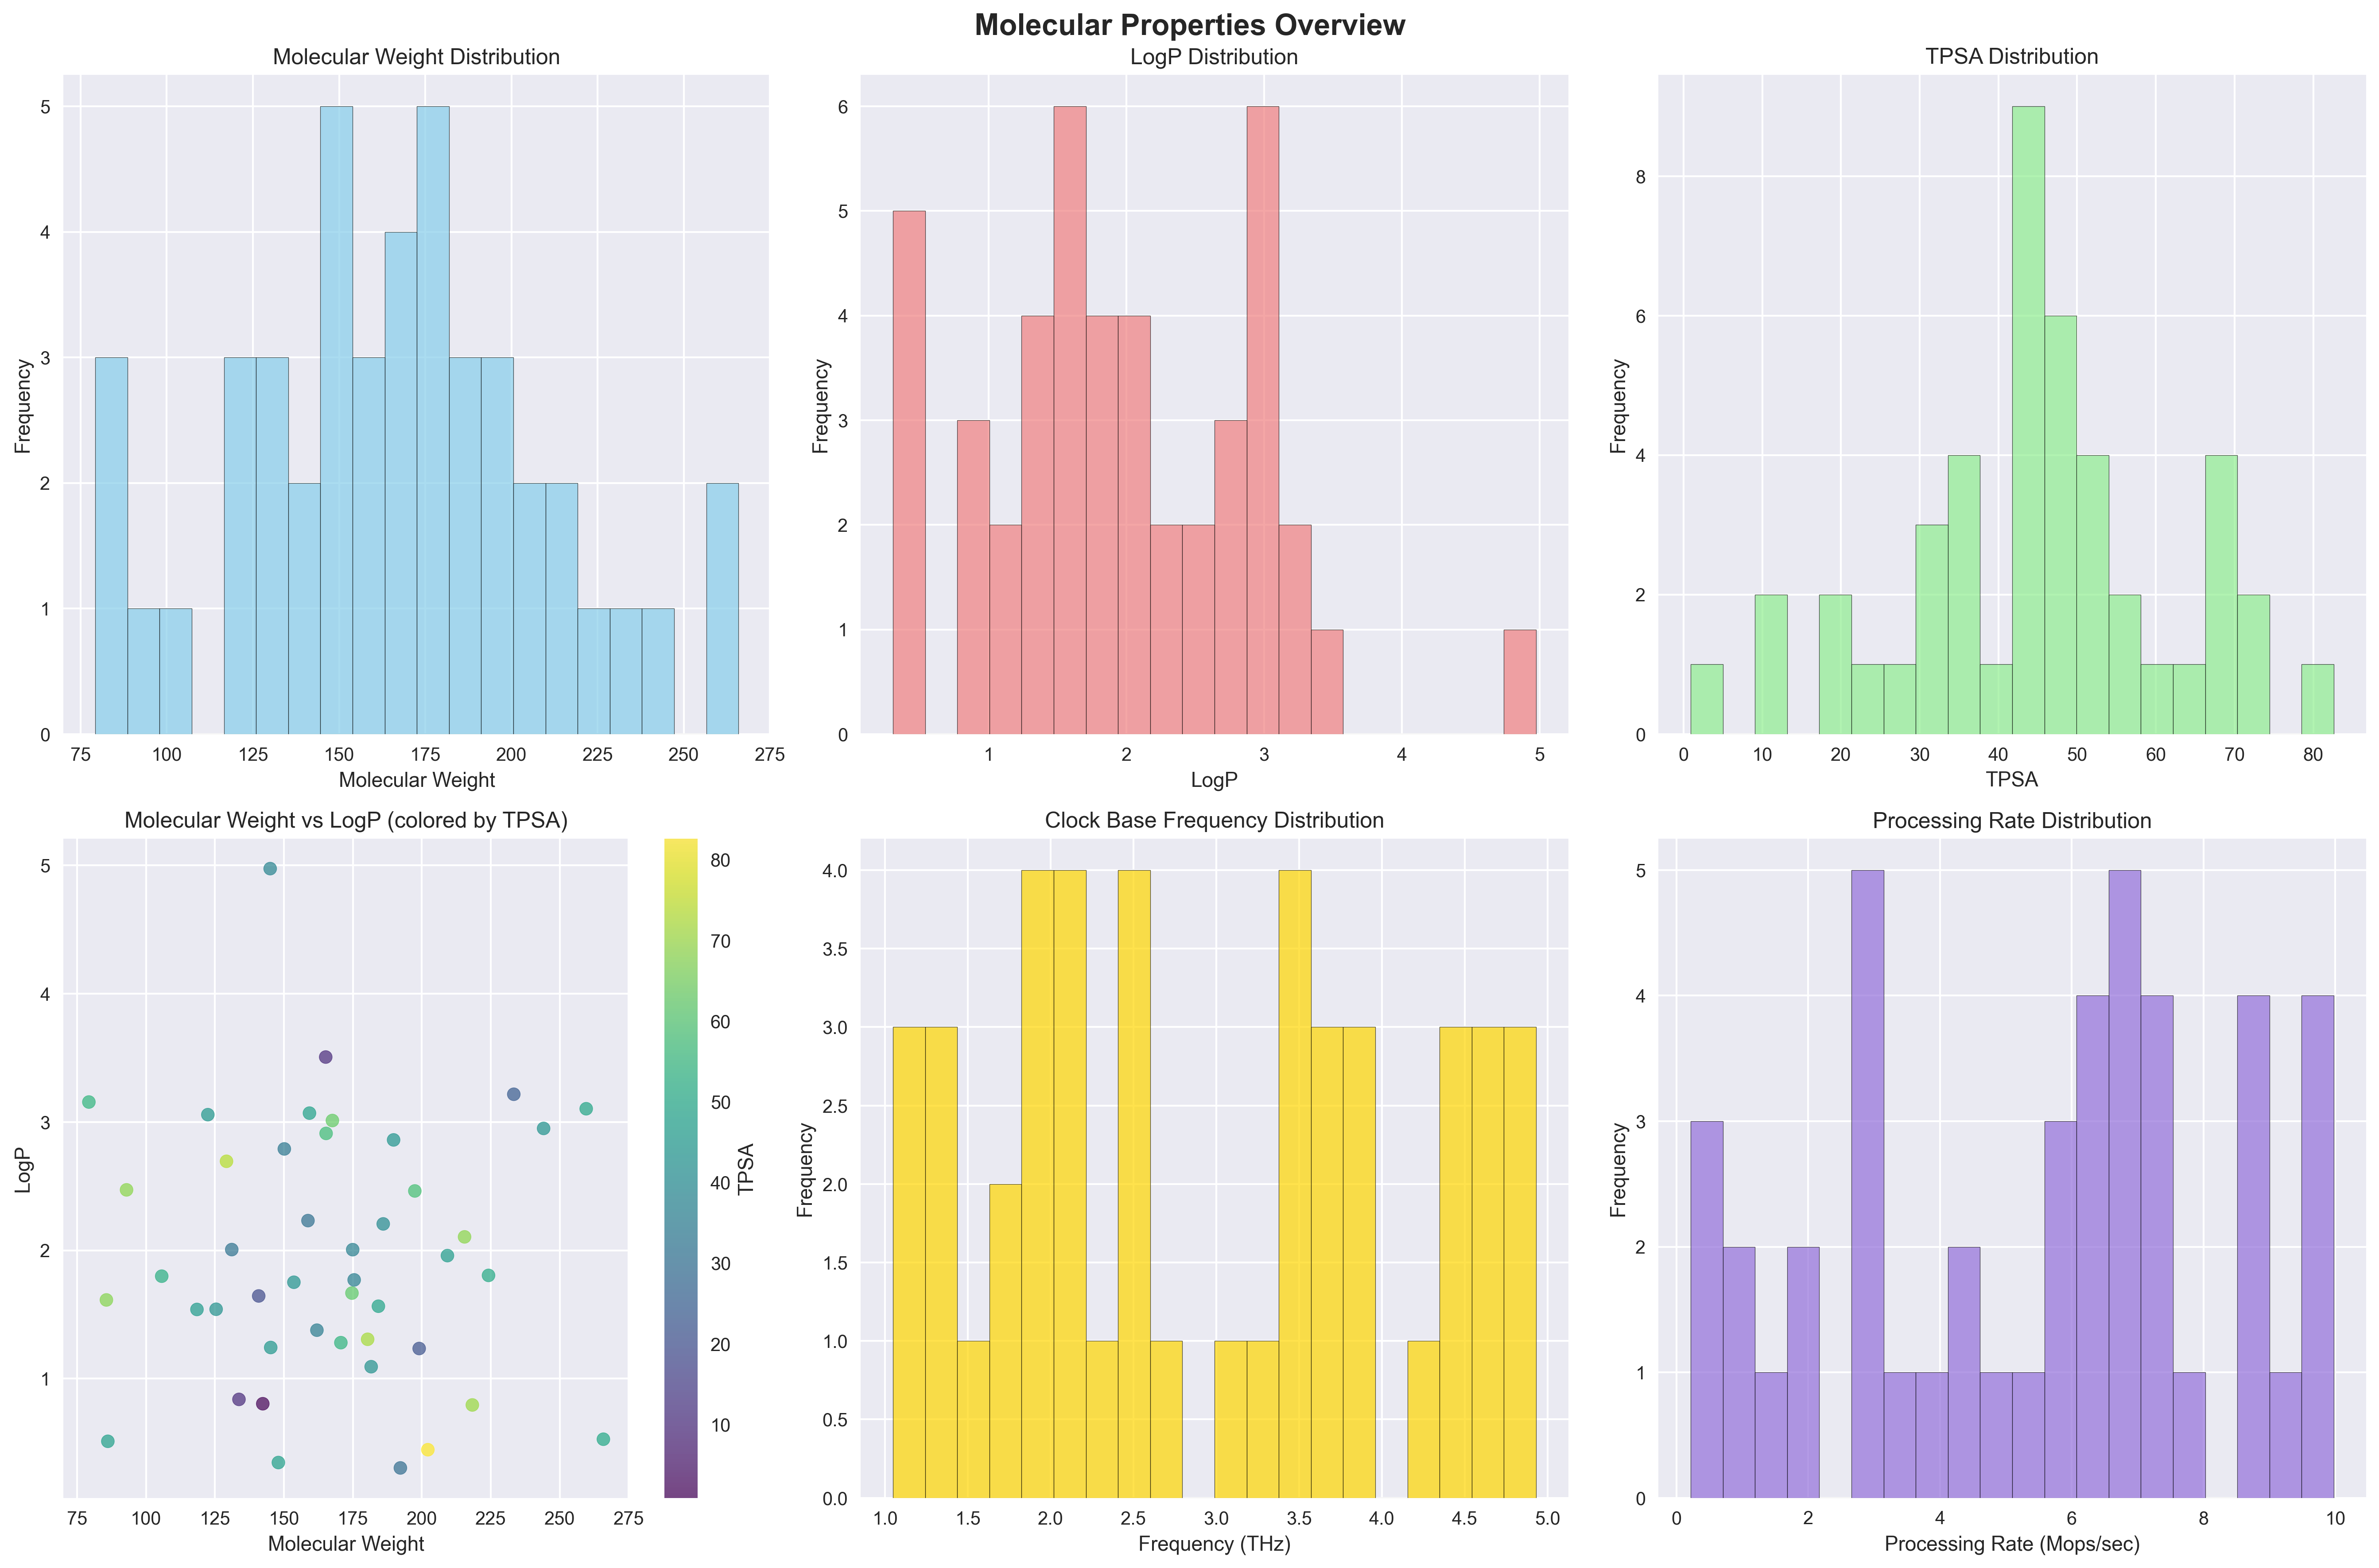 Molecular Properties Overview
Molecular Weight Distribution
Frequency
5
4
3
2
1
0
75 100 125 150 175 200 225 250 275
Molecular Weight
LogP Distribution
Frequency
6
5
4
3
2
1
0
1 2 3 4 5
LogP
TPSA Distribution
Frequency
8
6
4
2
0
0 10 20 30 40 50 60 70 80
TPSA
Molecular Weight vs LogP (colored by TPSA)
LogP
5
4
3
2
1
75 100 125 150 175 200 225 250 275
Molecular Weight
80
70
60
50
40
30
20
10
TPSA
Clock Base Frequency Distribution
Frequency
4.0
3.5
3.0
2.5
2.0
1.5
1.0
0.5
0.0
1.0 1.5 2.0 2.5 3.0 3.5 4.0 4.5 5.0
Frequency (THz)
Processing Rate Distribution
Frequency
5
4
3
2
1
0
0 2 4 6 8 10
Processing Rate (Mops/sec)